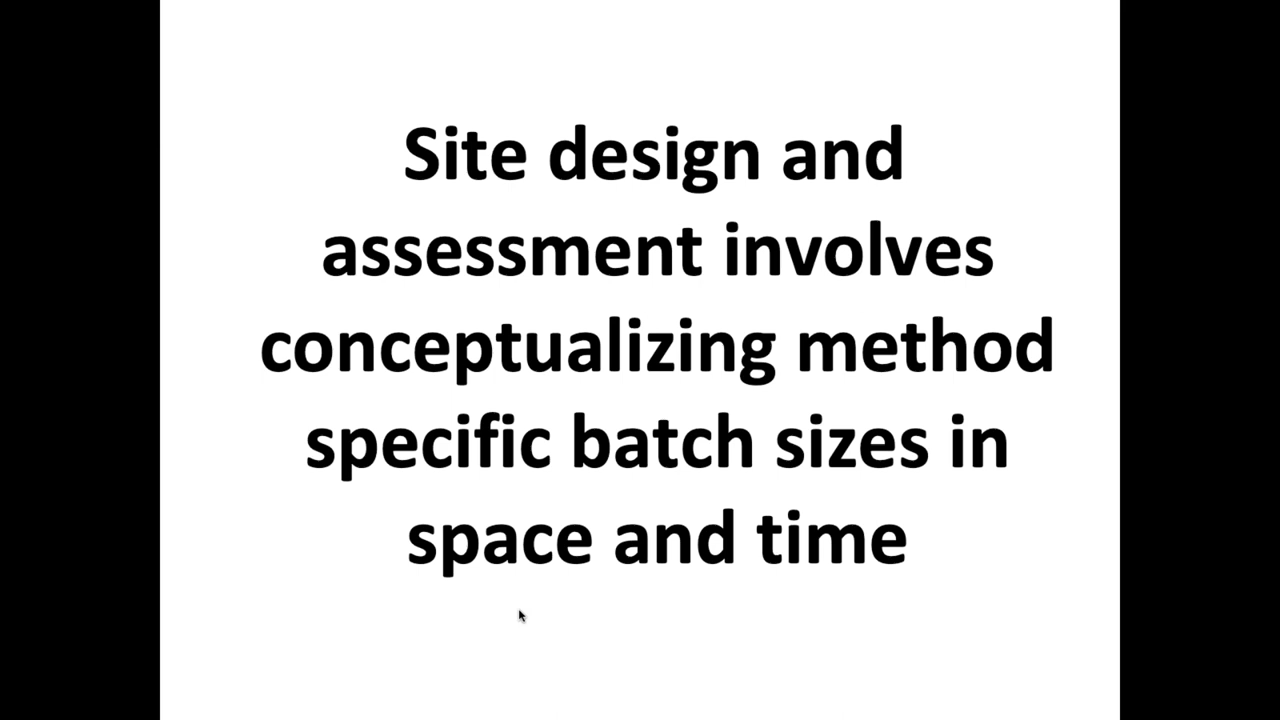 Site design and
assessment involves
conceptualizing method
specific batch sizes in
space and time